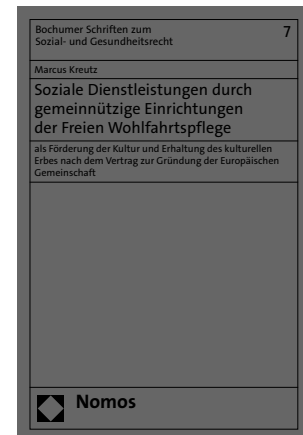 Bochumer Schriften zum
Sozial- und Gesundheitsrecht
7
Marcus Kreutz
Soziale Dienstleistungen durch
gemeinnützige Einrichtungen
der Freien Wohlfahrtspflege
als Förderung der Kultur und Erhaltung des kulturellen
Erbes nach dem Vertrag zur Gründung der Europäischen
Gemeinschaft
Nomos